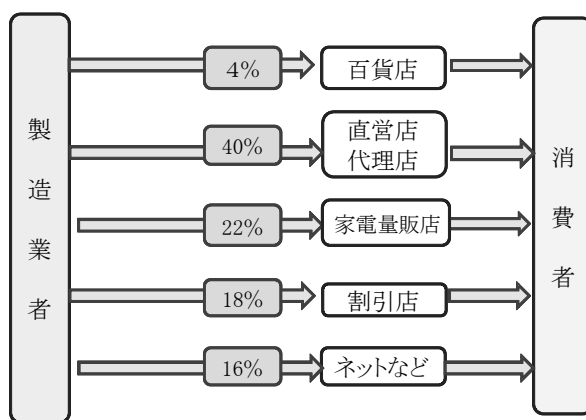 製造業者
4%
百貨店
40%
直営店
代理店
22%
家電量販店
18%
割引店
16%
ネットなど
消費者